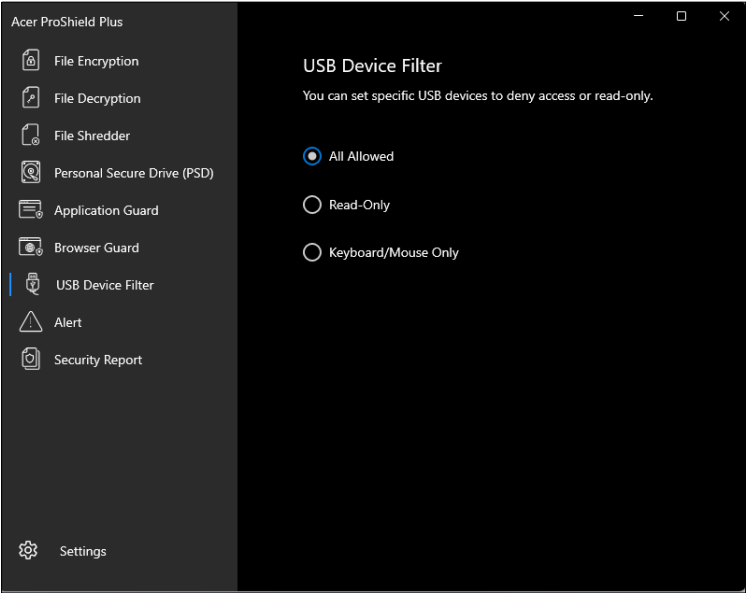 Acer ProShield Plus
File Encryption
File Decryption
File Shredder
Personal Secure Drive (PSD)
Application Guard
Browser Guard
USB Device Filter
Alert
Security Report
Settings
USB Device Filter
You can set specific USB devices to deny access or read-only.
All Allowed
Read-Only
Keyboard/Mouse Only